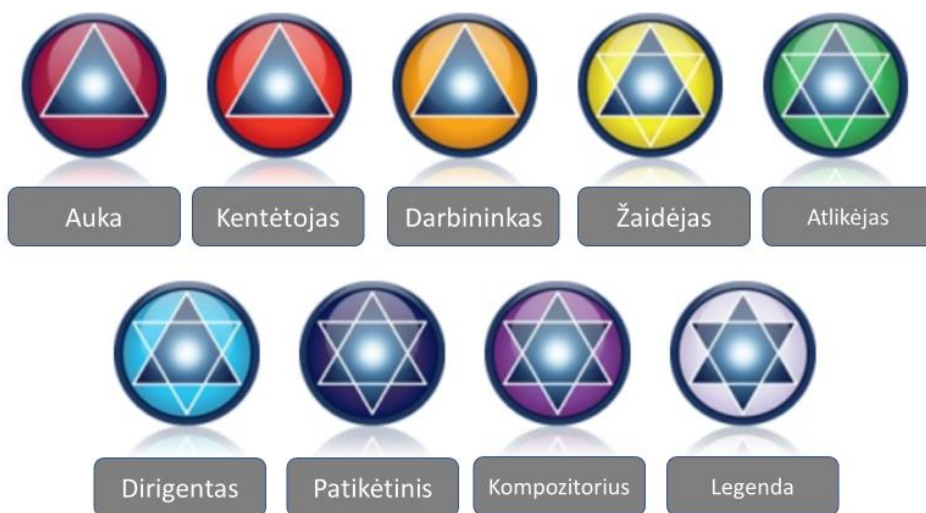 Auka
Kentėtojas
Darbininkas
Žaidėjas
Atlikėjas
Dirigentas
Patikėtinis
Kompozitorius
Legenda